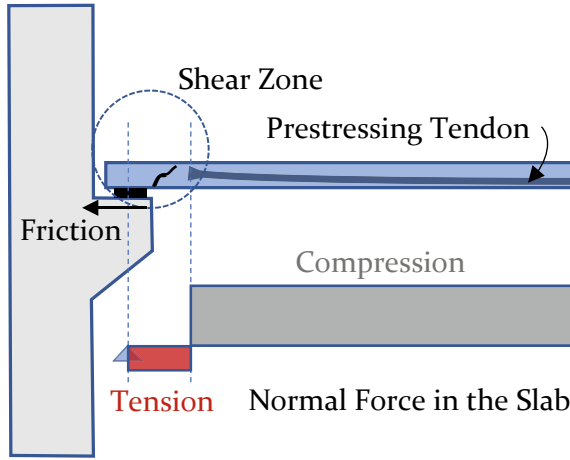 Shear Zone
Prestressing Tendon
Friction
Compression
Tension
Normal Force in the Slab